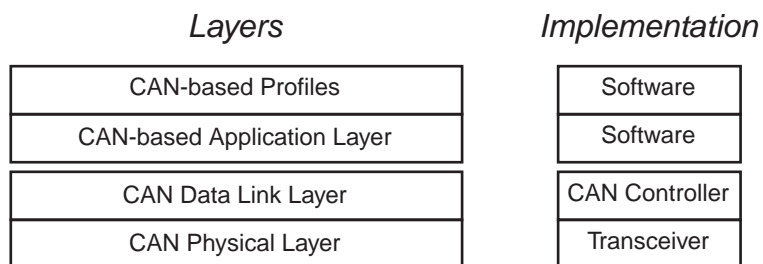 Layers Implementation
CAN-based Profiles Software
CAN-based Application Layer Software
CAN Data Link Layer CAN Controller
CAN Physical Layer Transceiver